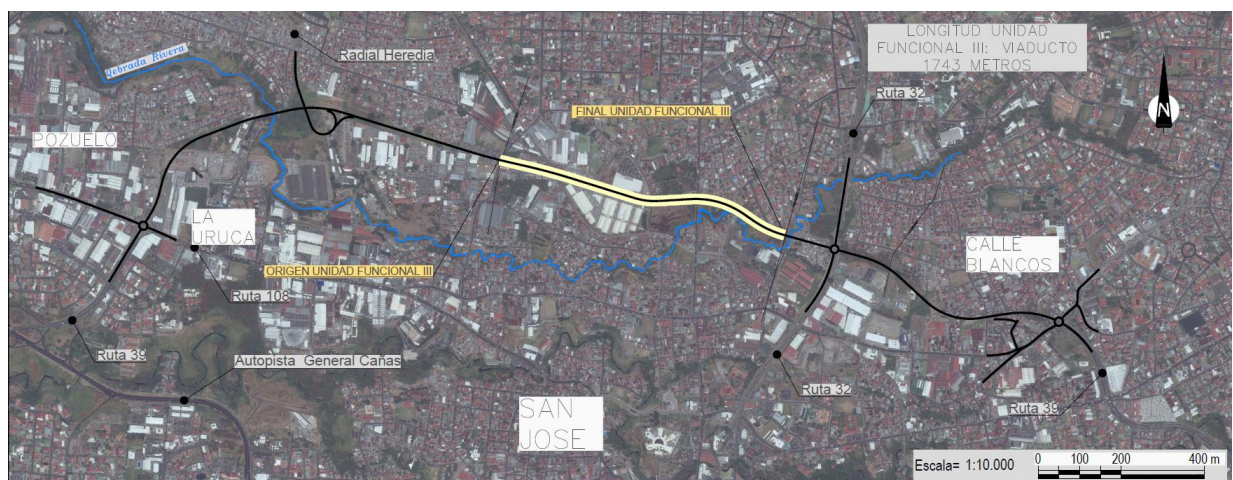 LONGITUD UNIDAD
FUNCIONAL III: VIADUCTO
1743 METROS
Qebrada Rivera
Radial Heredia
Ruta 32
FINAL UNIDAD FUNCIONAL III
N
POZUELO
LA
URUCA
ORIGEN UNIDAD FUNCIONAL III
CALLE
BLANCOS
Ruta 108
Ruta 39
Autopista General Cañas
Ruta 32
Ruta 39
SAN
JOSE
Escala= 1:10.000
0 100 200 400 m